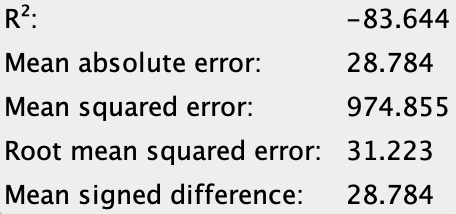 R²: −83.644
Mean absolute error: 28.784
Mean squared error: 974.855
Root mean squared error: 31.223
Mean signed difference: 28.784